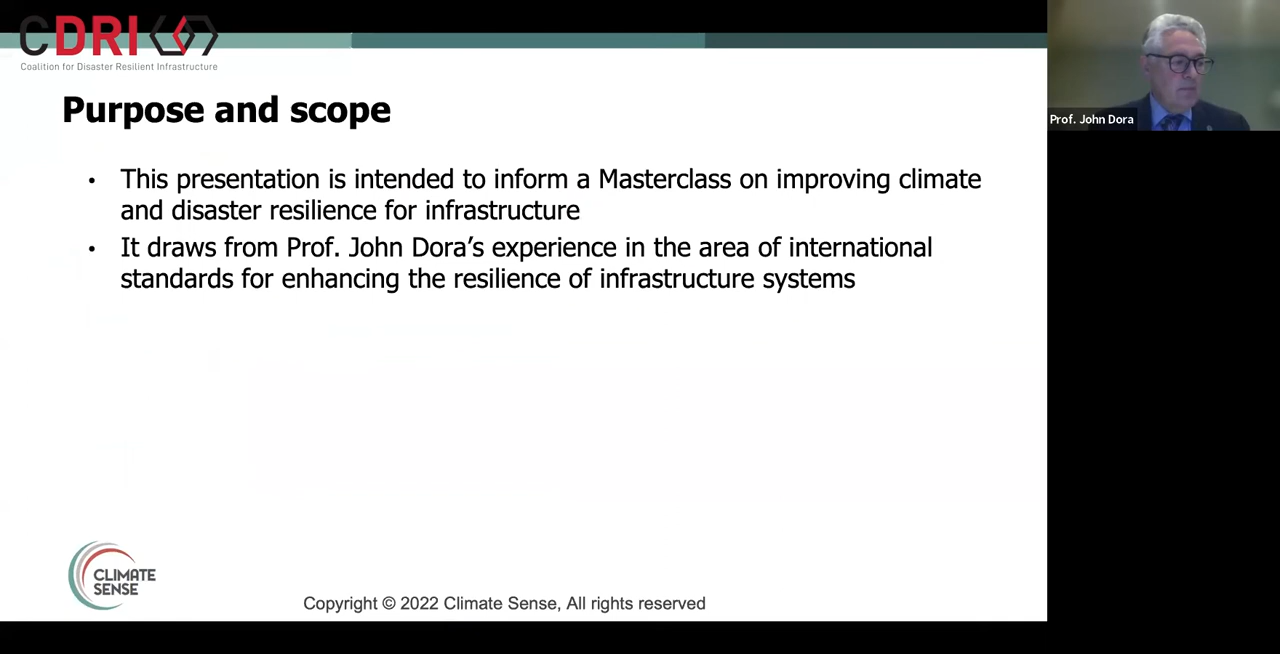 CDRI
Coalition for Disaster Resilient Infrastructure
Purpose and scope
Prof. John Dora
• This presentation is intended to inform a Masterclass on improving climate
and disaster resilience for infrastructure
• It draws from Prof. John Dora’s experience in the area of international
standards for enhancing the resilience of infrastructure systems
CLIMATE
SENSE
Copyright © 2022 Climate Sense, All rights reserved